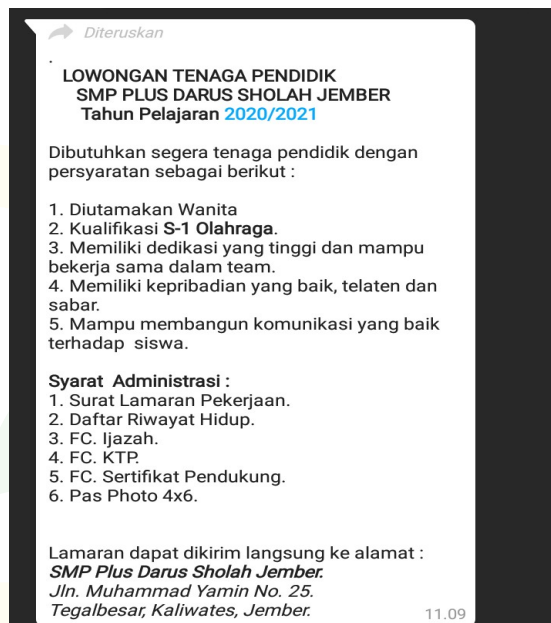 Diteruskan
.
LOWONGAN TENAGA PENDIDIK
SMP PLUS DARUS SHOLAH JEMBER
Tahun Pelajaran 2020/2021
Dibutuhkan segera tenaga pendidik dengan
persyaratan sebagai berikut :
1. Diutamakan Wanita
2. Kualifikasi S-1 Olahraga.
3. Memiliki dedikasi yang tinggi dan mampu
bekerja sama dalam team.
4. Memiliki kepribadian yang baik, telaten dan
sabar.
5. Mampu membangun komunikasi yang baik
terhadap siswa.
Syarat Administrasi :
1. Surat Lamaran Pekerjaan.
2. Daftar Riwayat Hidup.
3. FC. Ijazah.
4. FC. KTP.
5. FC. Sertifikat Pendukung.
6. Pas Photo 4x6.
Lamaran dapat dikirim langsung ke alamat :
SMP Plus Darus Sholah Jember.
Jln. Muhammad Yamin No. 25.
Tegalbesar, Kaliwates, Jember.
11.09